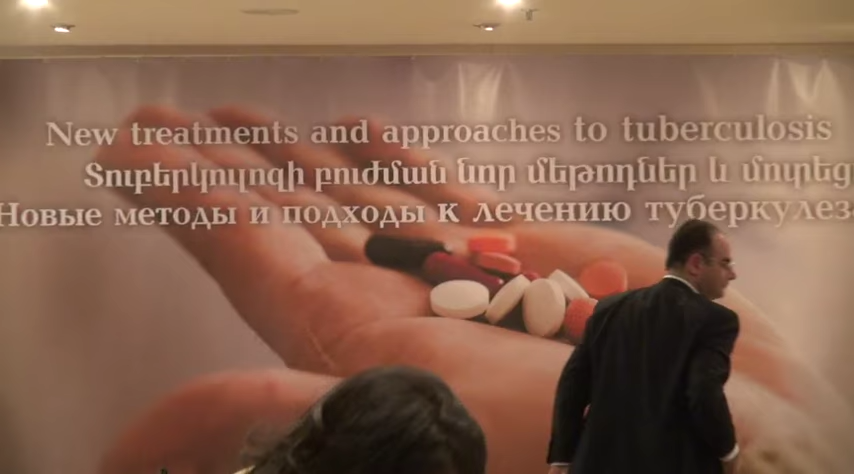 New treatments and approaches to tuberculosis
Տուբերկուլոզի բուժման նոր մեթոդներ և մոտեց
Новые методы и подходы к лечению туберкулез